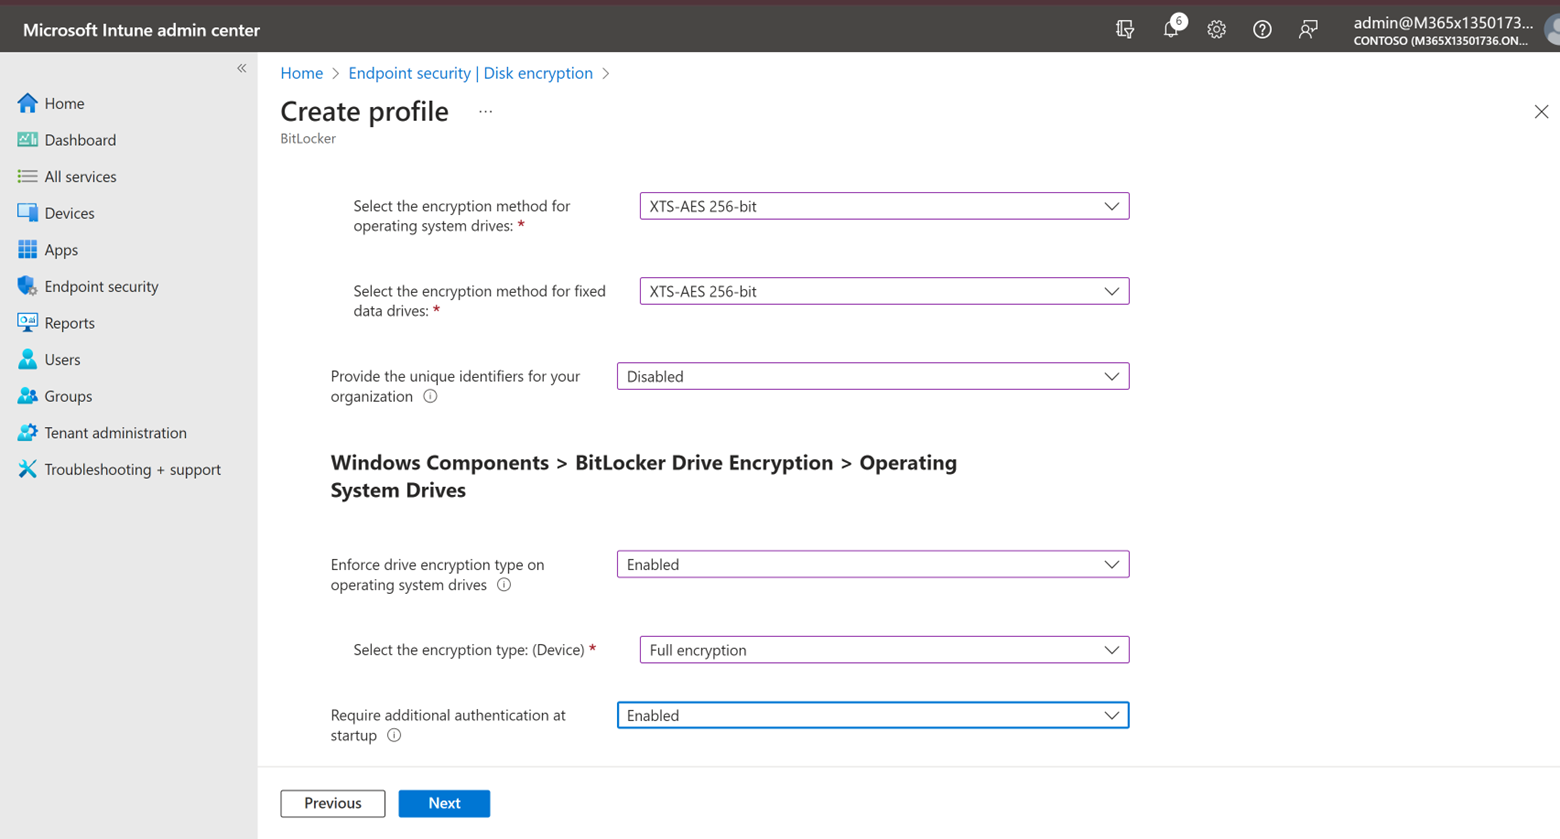 Microsoft Intune admin center
6
admin@M365x1350173...
CONTOSO (M365X13501736.ON...
«
Home
Dashboard
All services
Devices
Apps
Endpoint security
Reports
Users
Groups
Tenant administration
Troubleshooting + support
Home > Endpoint security | Disk encryption >
Create profile ...
BitLocker
Select the encryption method for
operating system drives: *
XTS-AES 256-bit
Select the encryption method for fixed
data drives: *
XTS-AES 256-bit
Provide the unique identifiers for your
organization
Disabled
Windows Components > BitLocker Drive Encryption > Operating
System Drives
Enforce drive encryption type on
operating system drives
Enabled
Select the encryption type: (Device) *
Full encryption
Require additional authentication at
startup
Enabled
Previous
Next